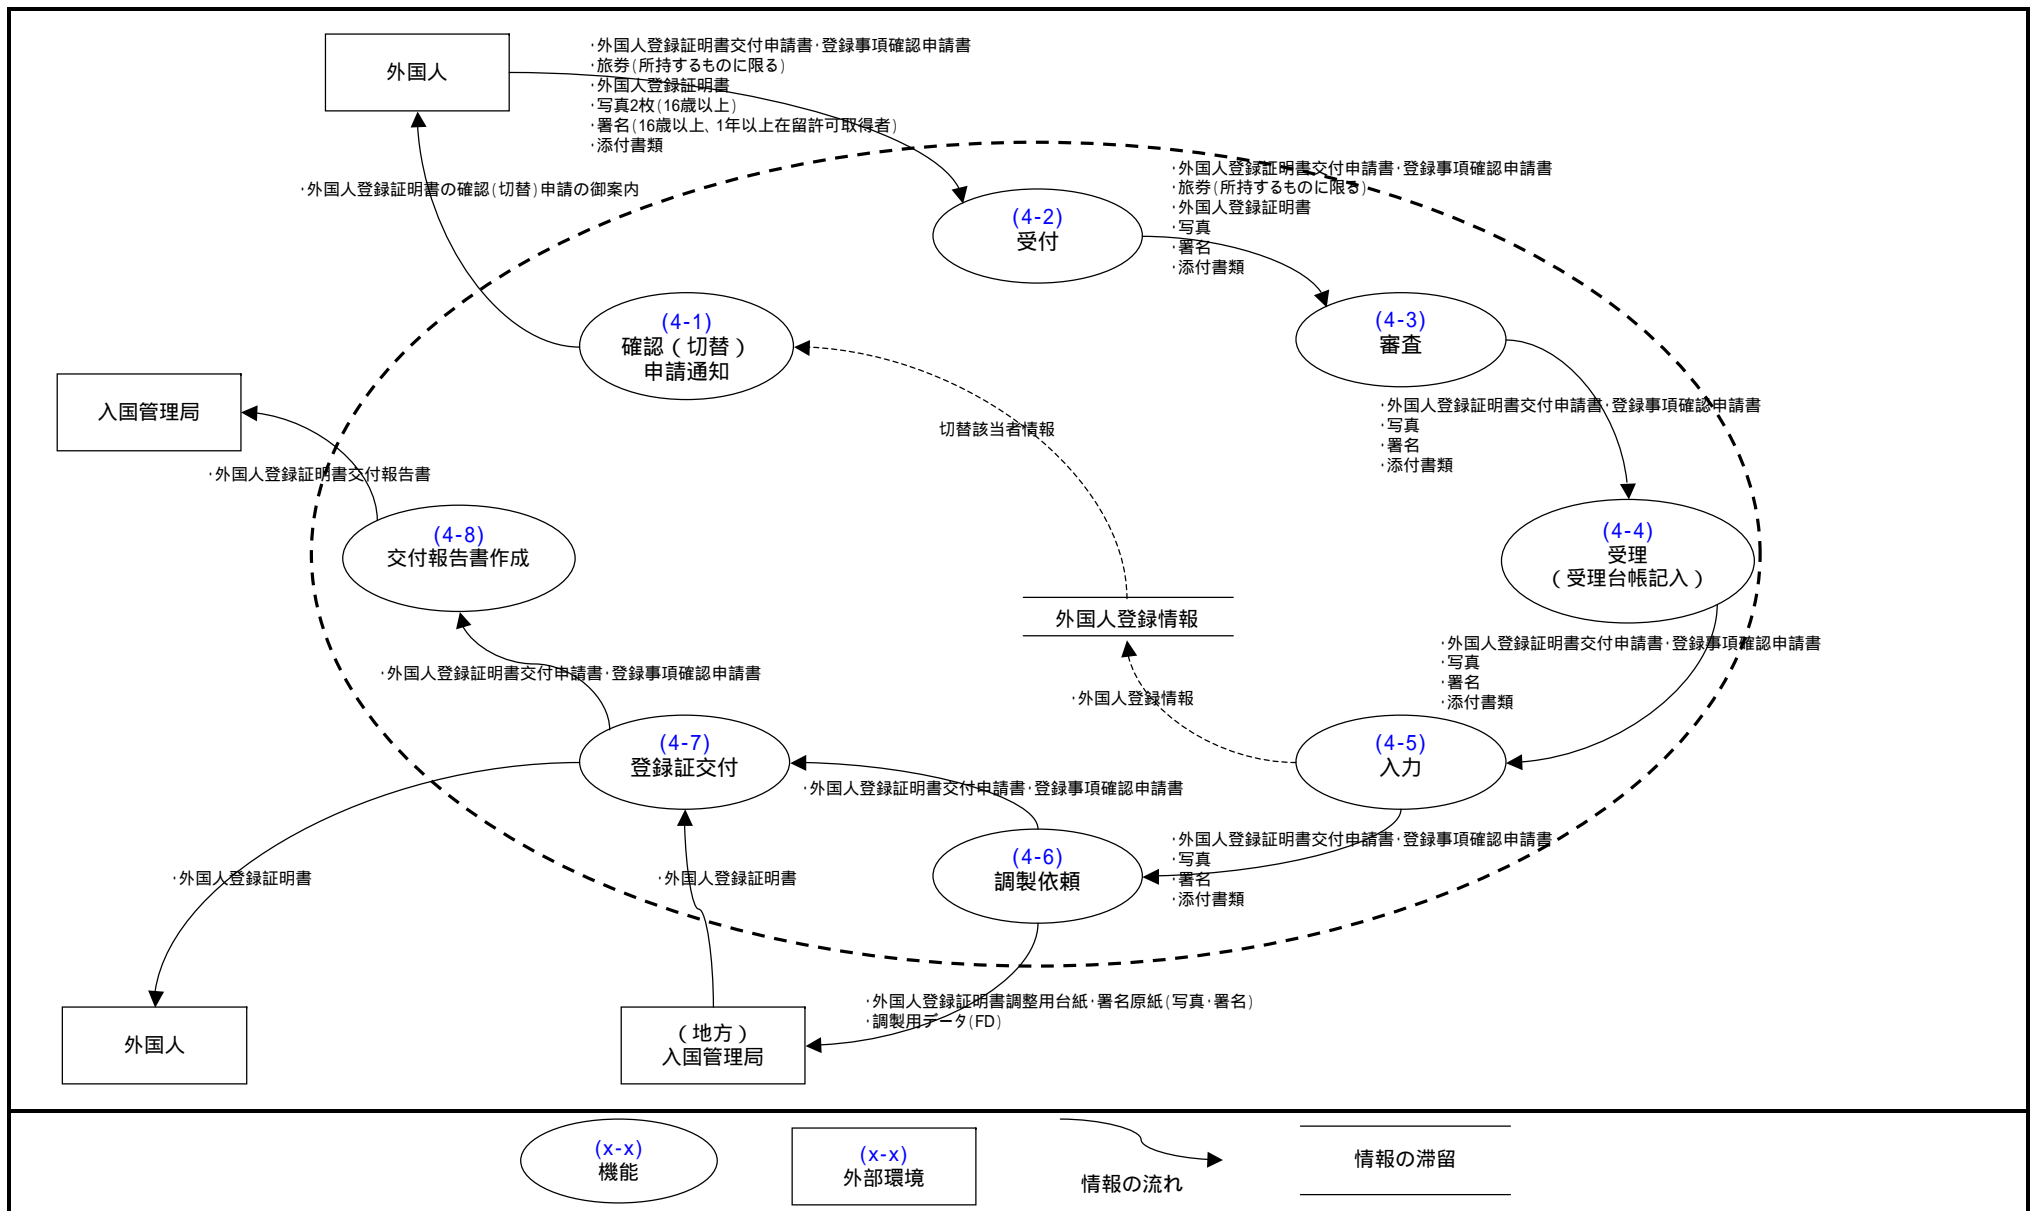 外国人
・外国人登録証明書交付申請書・登録事項確認申請書
・旅券(所持するものに限る)
・外国人登録証明書
・写真2枚(16歳以上)
・署名(16歳以上、1年以上在留許可取得者)
・添付書類
・外国人登録証明書の確認(切替)申請の御案内
(4-2)
受付
・外国人登録証明書交付申請書・登録事項確認申請書
・旅券(所持するものに限る)
・外国人登録証明書
・写真
・署名
・添付書類
(4-1)
確認(切替)
申請通知
(4-3)
審査
入国管理局
・外国人登録証明書交付報告書
切替該当者情報
・外国人登録証明書交付申請書・登録事項確認申請書
・写真
・署名
・添付書類
(4-8)
交付報告書作成
(4-4)
受理
(受理台帳記入)
外国人登録情報
・外国人登録証明書交付申請書・登録事項確認申請書
・写真
・署名
・添付書類
・外国人登録証明書交付申請書・登録事項確認申請書
・外国人登録情報
(4-7)
登録証交付
(4-5)
入力
・外国人登録証明書交付申請書・登録事項確認申請書
(4-6)
調製依頼
・外国人登録証明書交付申請書・登録事項確認申請書
・写真
・署名
・添付書類
・外国人登録証明書
・外国人登録証明書
・外国人登録証明書調整用台紙・署名原紙(写真・署名)
・調製用データ(FD)
外国人
(地方)
入国管理局
(x-x)
機能
(x-x)
外部環境
情報の流れ
情報の滞留